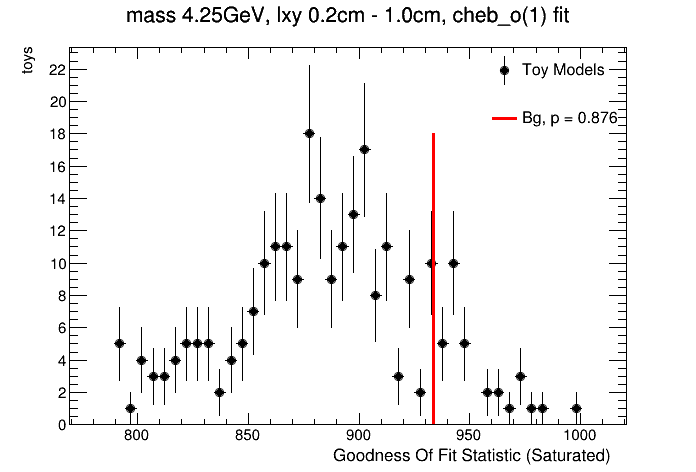 mass 4.25GeV, lxy 0.2cm - 1.0cm, cheb_o(1) fit
toys
Toy Models
Bg, p = 0.876
22
20
18
16
14
12
10
8
6
4
2
0
800 850 900 950 1000
Goodness Of Fit Statistic (Saturated)